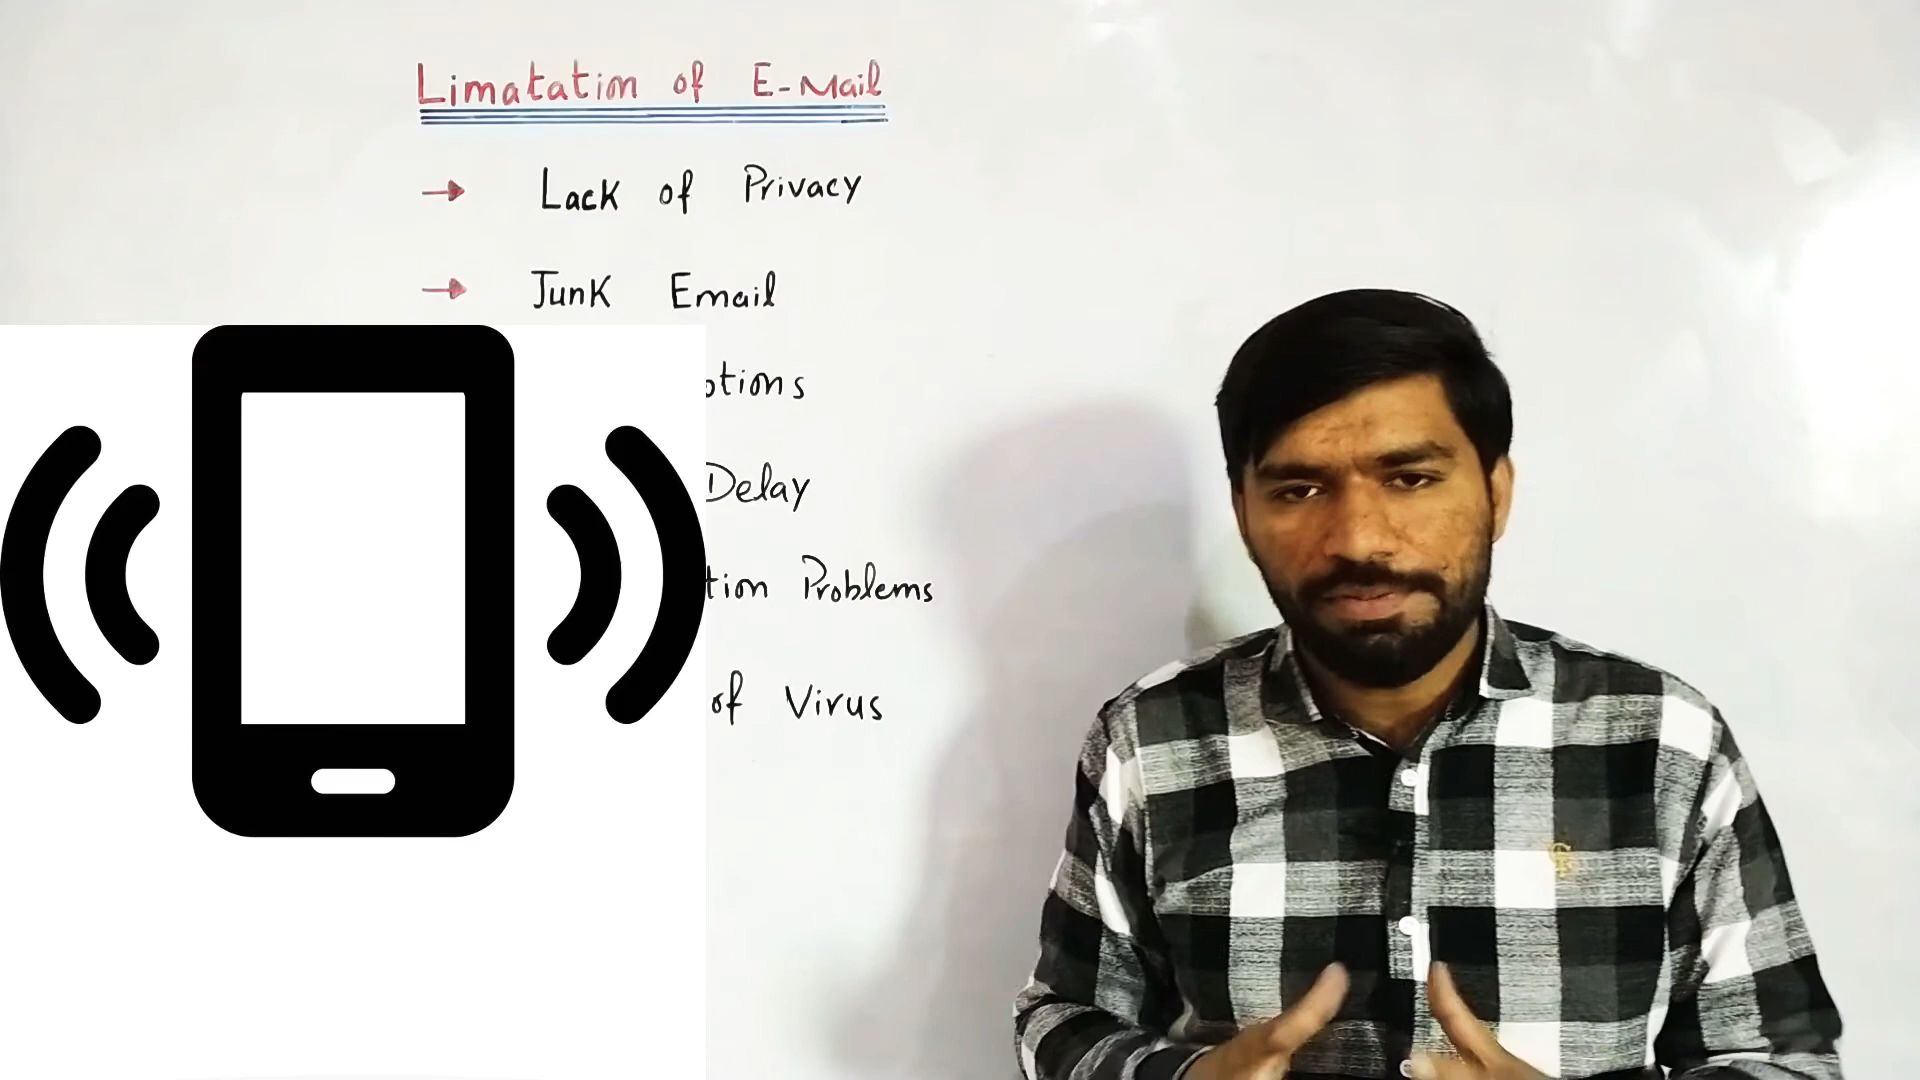 Limatation of E-Mail
→ Lack of Privacy
→ Junk Email
otions
Delay
tion Problems
of Virus